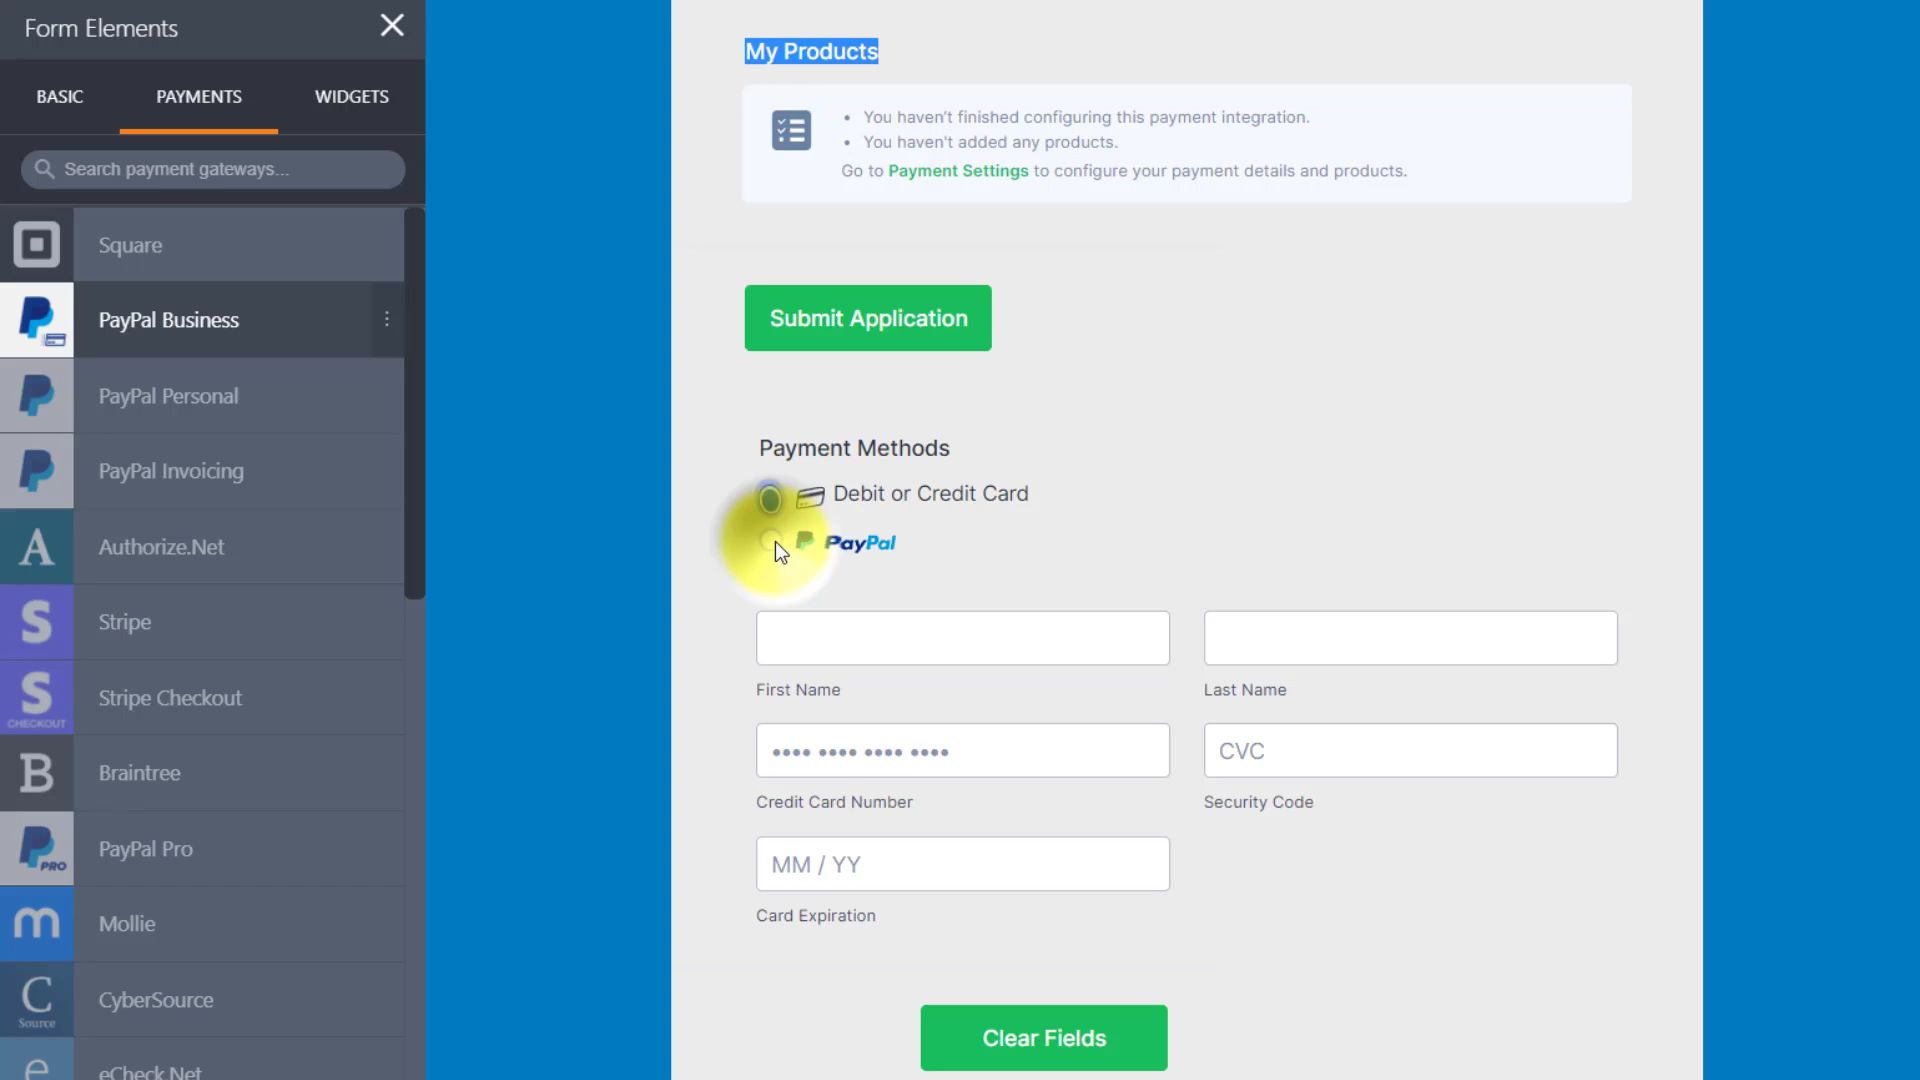 Form Elements
BASIC
PAYMENTS
WIDGETS
Search payment gateways...
Square
PayPal Business
PayPal Personal
PayPal Invoicing
A
Authorize.Net
S
Stripe
S
CHECKOUT
Stripe Checkout
B
Braintree
PRO
PayPal Pro
m
Mollie
C
Source
CyberSource
e
eCheck.Net
My Products
• You haven't finished configuring this payment integration.
• You haven't added any products.
Go to Payment Settings to configure your payment details and products.
Submit Application
Payment Methods
Debit or Credit Card
PayPal
First Name
Last Name
•••• •••• •••• ••••
CVC
Credit Card Number
Security Code
MM / YY
Card Expiration
Clear Fields